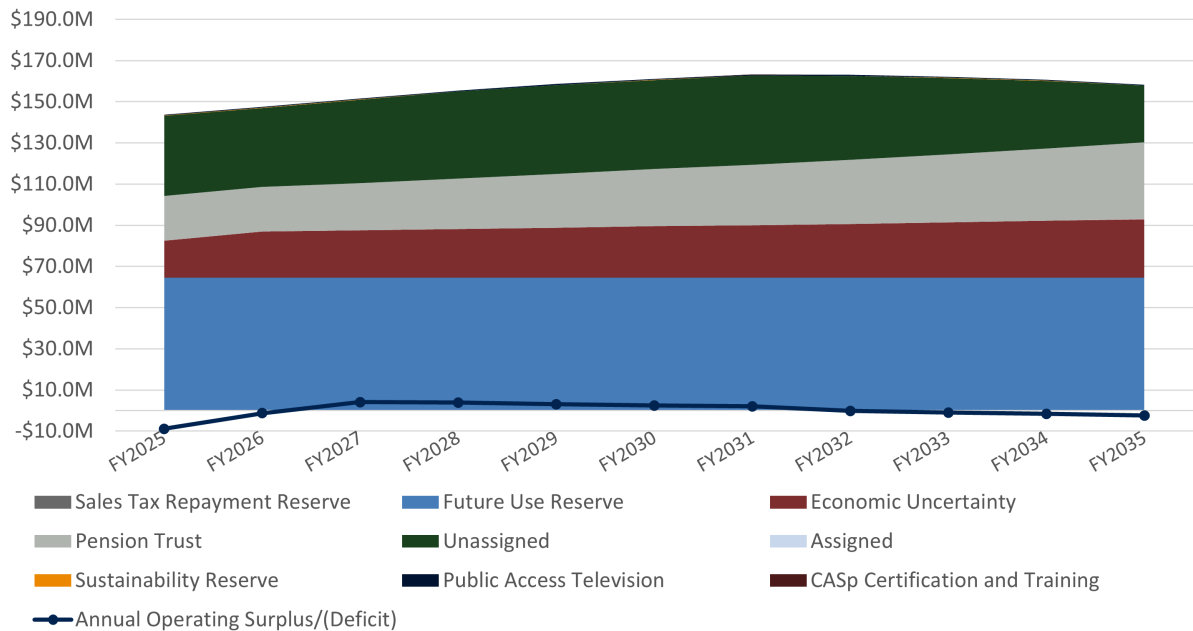 $190.0M
$170.0M
$150.0M
$130.0M
$110.0M
$90.0M
$70.0M
$50.0M
$30.0M
$10.0M
-$10.0M
FY2025 FY2026 FY2027 FY2028 FY2029 FY2030 FY2031 FY2032 FY2033 FY2034 FY2035
Sales Tax Repayment Reserve Future Use Reserve Economic Uncertainty
Pension Trust Unassigned Assigned
Sustainability Reserve Public Access Television CASp Certification and Training
Annual Operating Surplus/(Deficit)